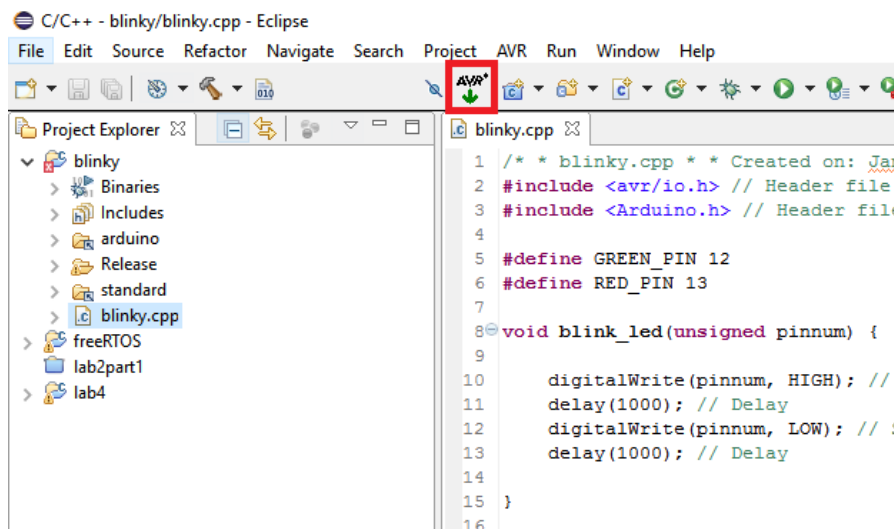 C/C++ - blinky/blinky.cpp - Eclipse
File Edit Source Refactor Navigate Search Project AVR Run Window Help
010 AVR
Project Explorer
blinky
Binaries
Includes
arduino
Release
standard
blinky.cpp
freeRTOS
lab2part1
lab4
blinky.cpp
1 /* * blinky.cpp * * Created on: Jan
2 #include <avr/io.h> // Header file
3 #include <Arduino.h> // Header file
4
5 #define GREEN_PIN 12
6 #define RED_PIN 13
7
8 void blink_led(unsigned pinnum) {
9
10 digitalWrite(pinnum, HIGH); //
11 delay(1000); // Delay
12 digitalWrite(pinnum, LOW); //
13 delay(1000); // Delay
14
15 }
16